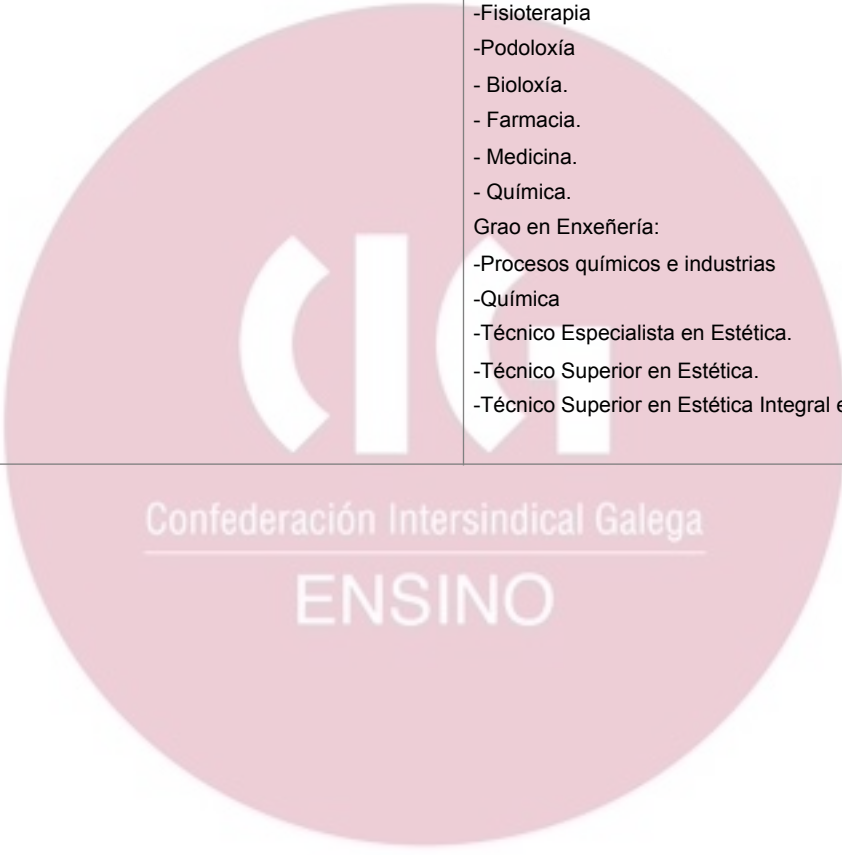 -Fisioterapia
-Podoloxía
- Bioloxía.
- Farmacia.
- Medicina.
- Química.
Grao en Enxeñería:
-Procesos químicos e industrias
-Química
-Técnico Especialista en Estética.
-Técnico Superior en Estética.
-Técnico Superior en Estética Integral e
CIG
Confederación Intersindical Galega
ENSINO